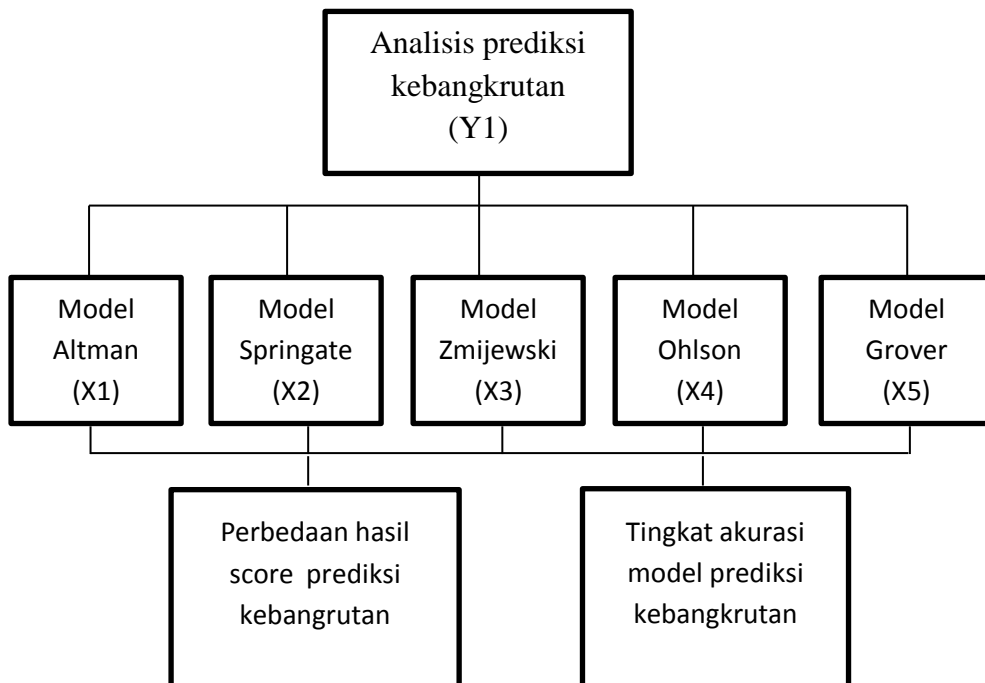 Analisis prediksi
kebangkrutan
(Y1)
Model
Altman
(X1)
Model
Springate
(X2)
Model
Zmijewski
(X3)
Model
Ohlson
(X4)
Model
Grover
(X5)
Perbedaan hasil
score prediksi
kebangrutan
Tingkat akurasi
model prediksi
kebangkrutan